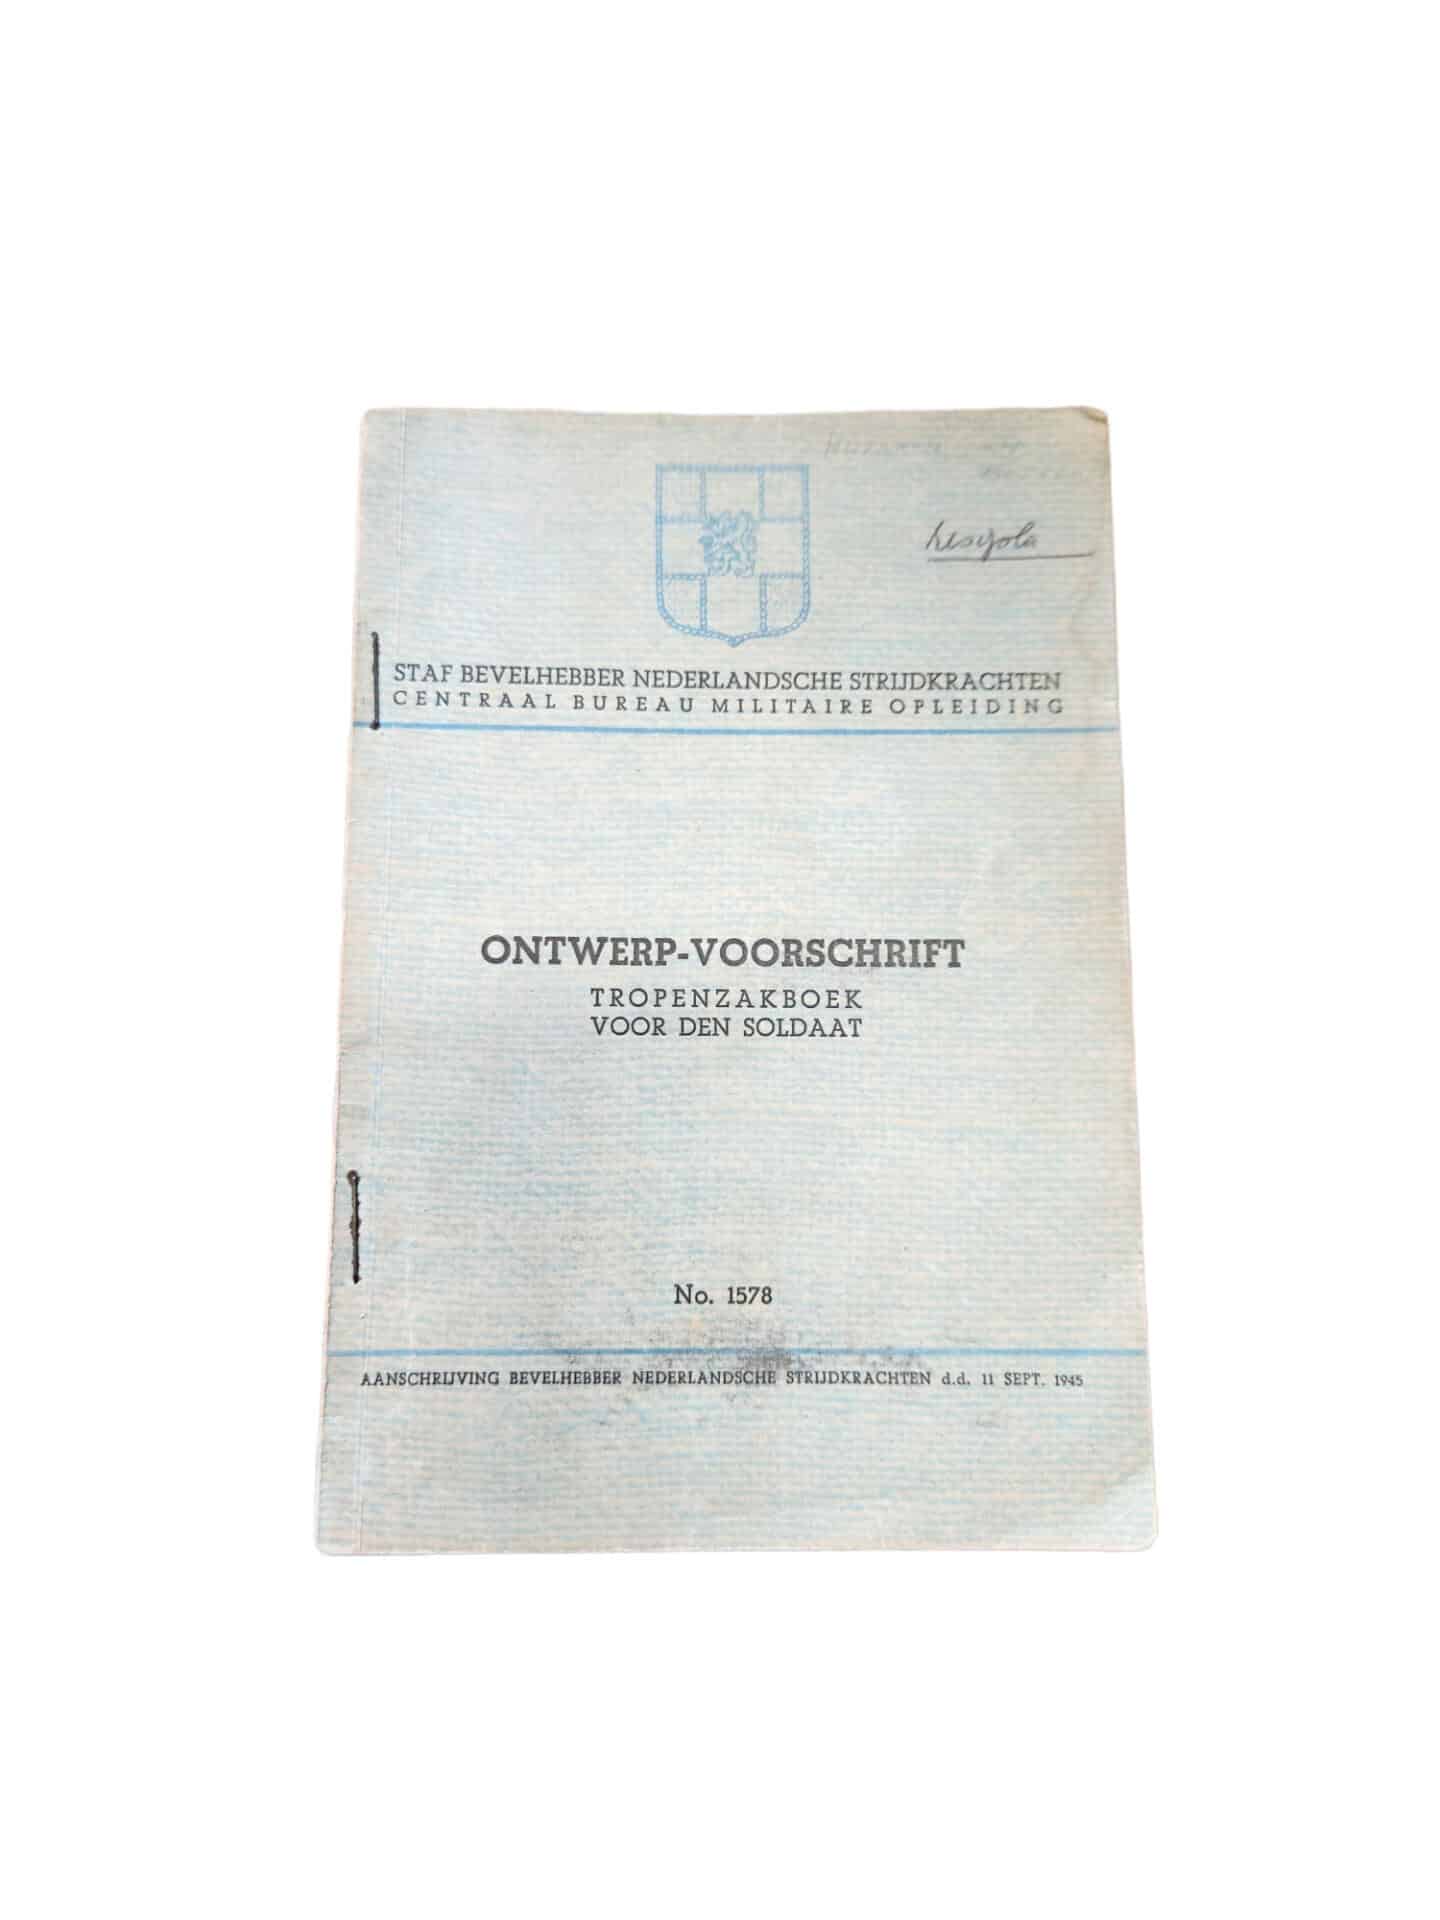 STAF BEVELHEBBER NEDERLANDSCHE STRIJDKRACHTEN
CENTRAAL BUREAU MILITAIRE OPLEIDING
ONTWERP-VOORSCHRIFT
TROPENZAKBOEK
VOOR DEN SOLDAAT
No. 1578
AANSCHRIJVING BEVELHEBBER NEDERLANDSCHE STRIJDKRACHTEN d.d. 11 SEPT. 1945